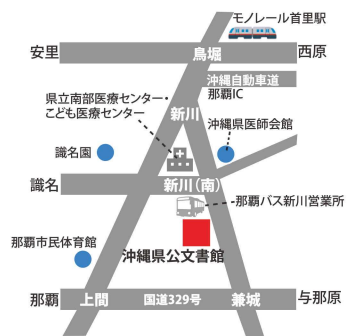 モノレール首里駅
安里
鳥堀
西原
沖縄自動車道
那覇IC
県立南部医療センター・
こども医療センター
新川
沖縄県医師会館
識名園
識名
新川(南)
那覇バス新川営業所
那覇市民体育館
沖縄県公文書館
那覇
上間
国道329号
兼城
与那原